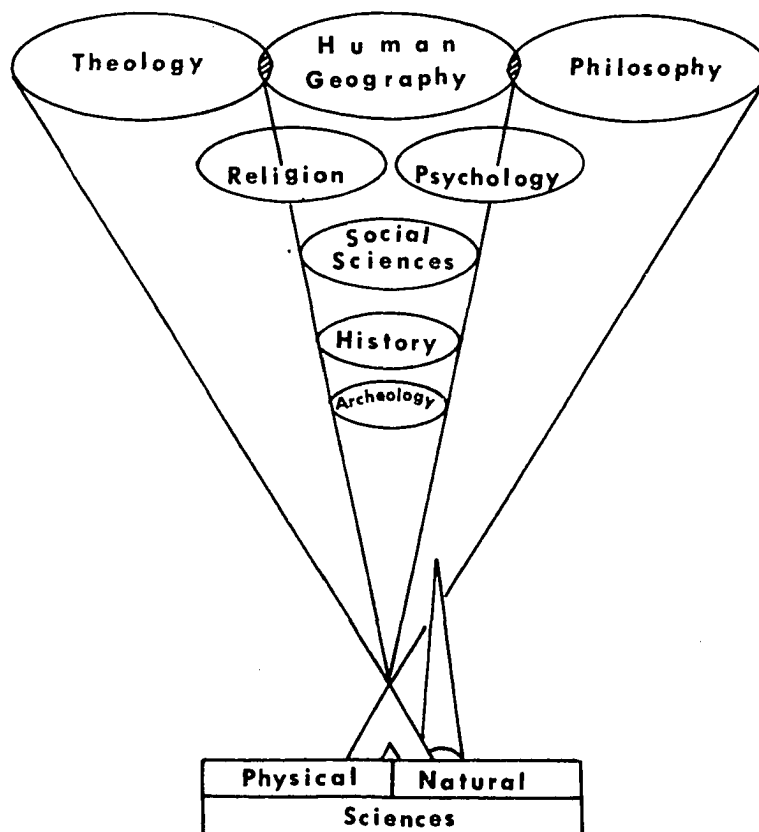 Theology
Human
Geography
Philosophy
Religion
Psychology
Social
Sciences
History
Archeology
Physical
Natural
Sciences